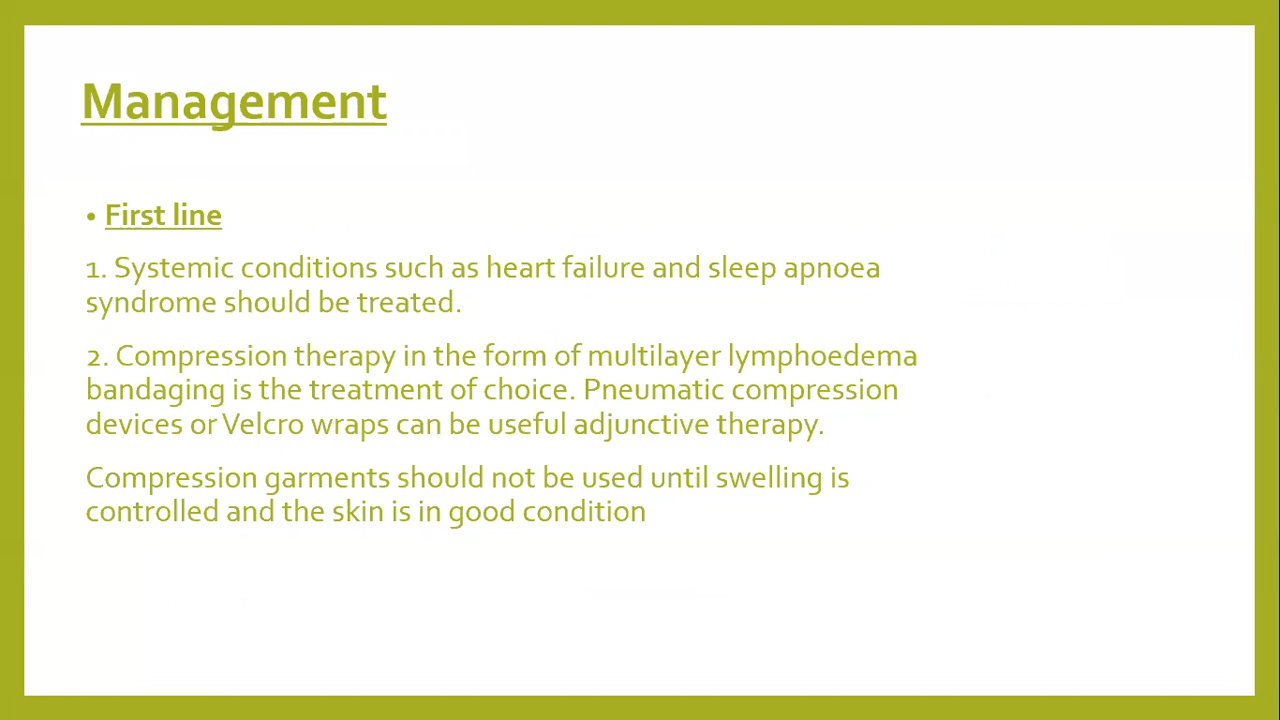 Management
• First line
1. Systemic conditions such as heart failure and sleep apnoea
syndrome should be treated.
2. Compression therapy in the form of multilayer lymphoedema
bandaging is the treatment of choice. Pneumatic compression
devices or Velcro wraps can be useful adjunctive therapy.
Compression garments should not be used until swelling is
controlled and the skin is in good condition